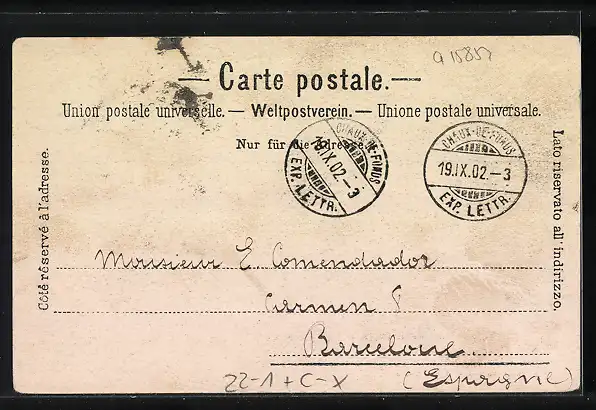 a 15857
— Carte postale. —
Union postale universelle. — Weltpostverein. — Unione postale universale.
Nur für die Adresse.
CHAUX-DE-FONDS
19.IX.02.-3
EXP. LETTR.
CHAUX-DE-FONDS
19.IX.02.-3
EXP. LETTR.
Côté réservé à l'adresse.
Lato riservato all'indirizzo.
Monsieur E. Comendador
Carmen 8
Barcelone
(Espagne)
22-1+C-X